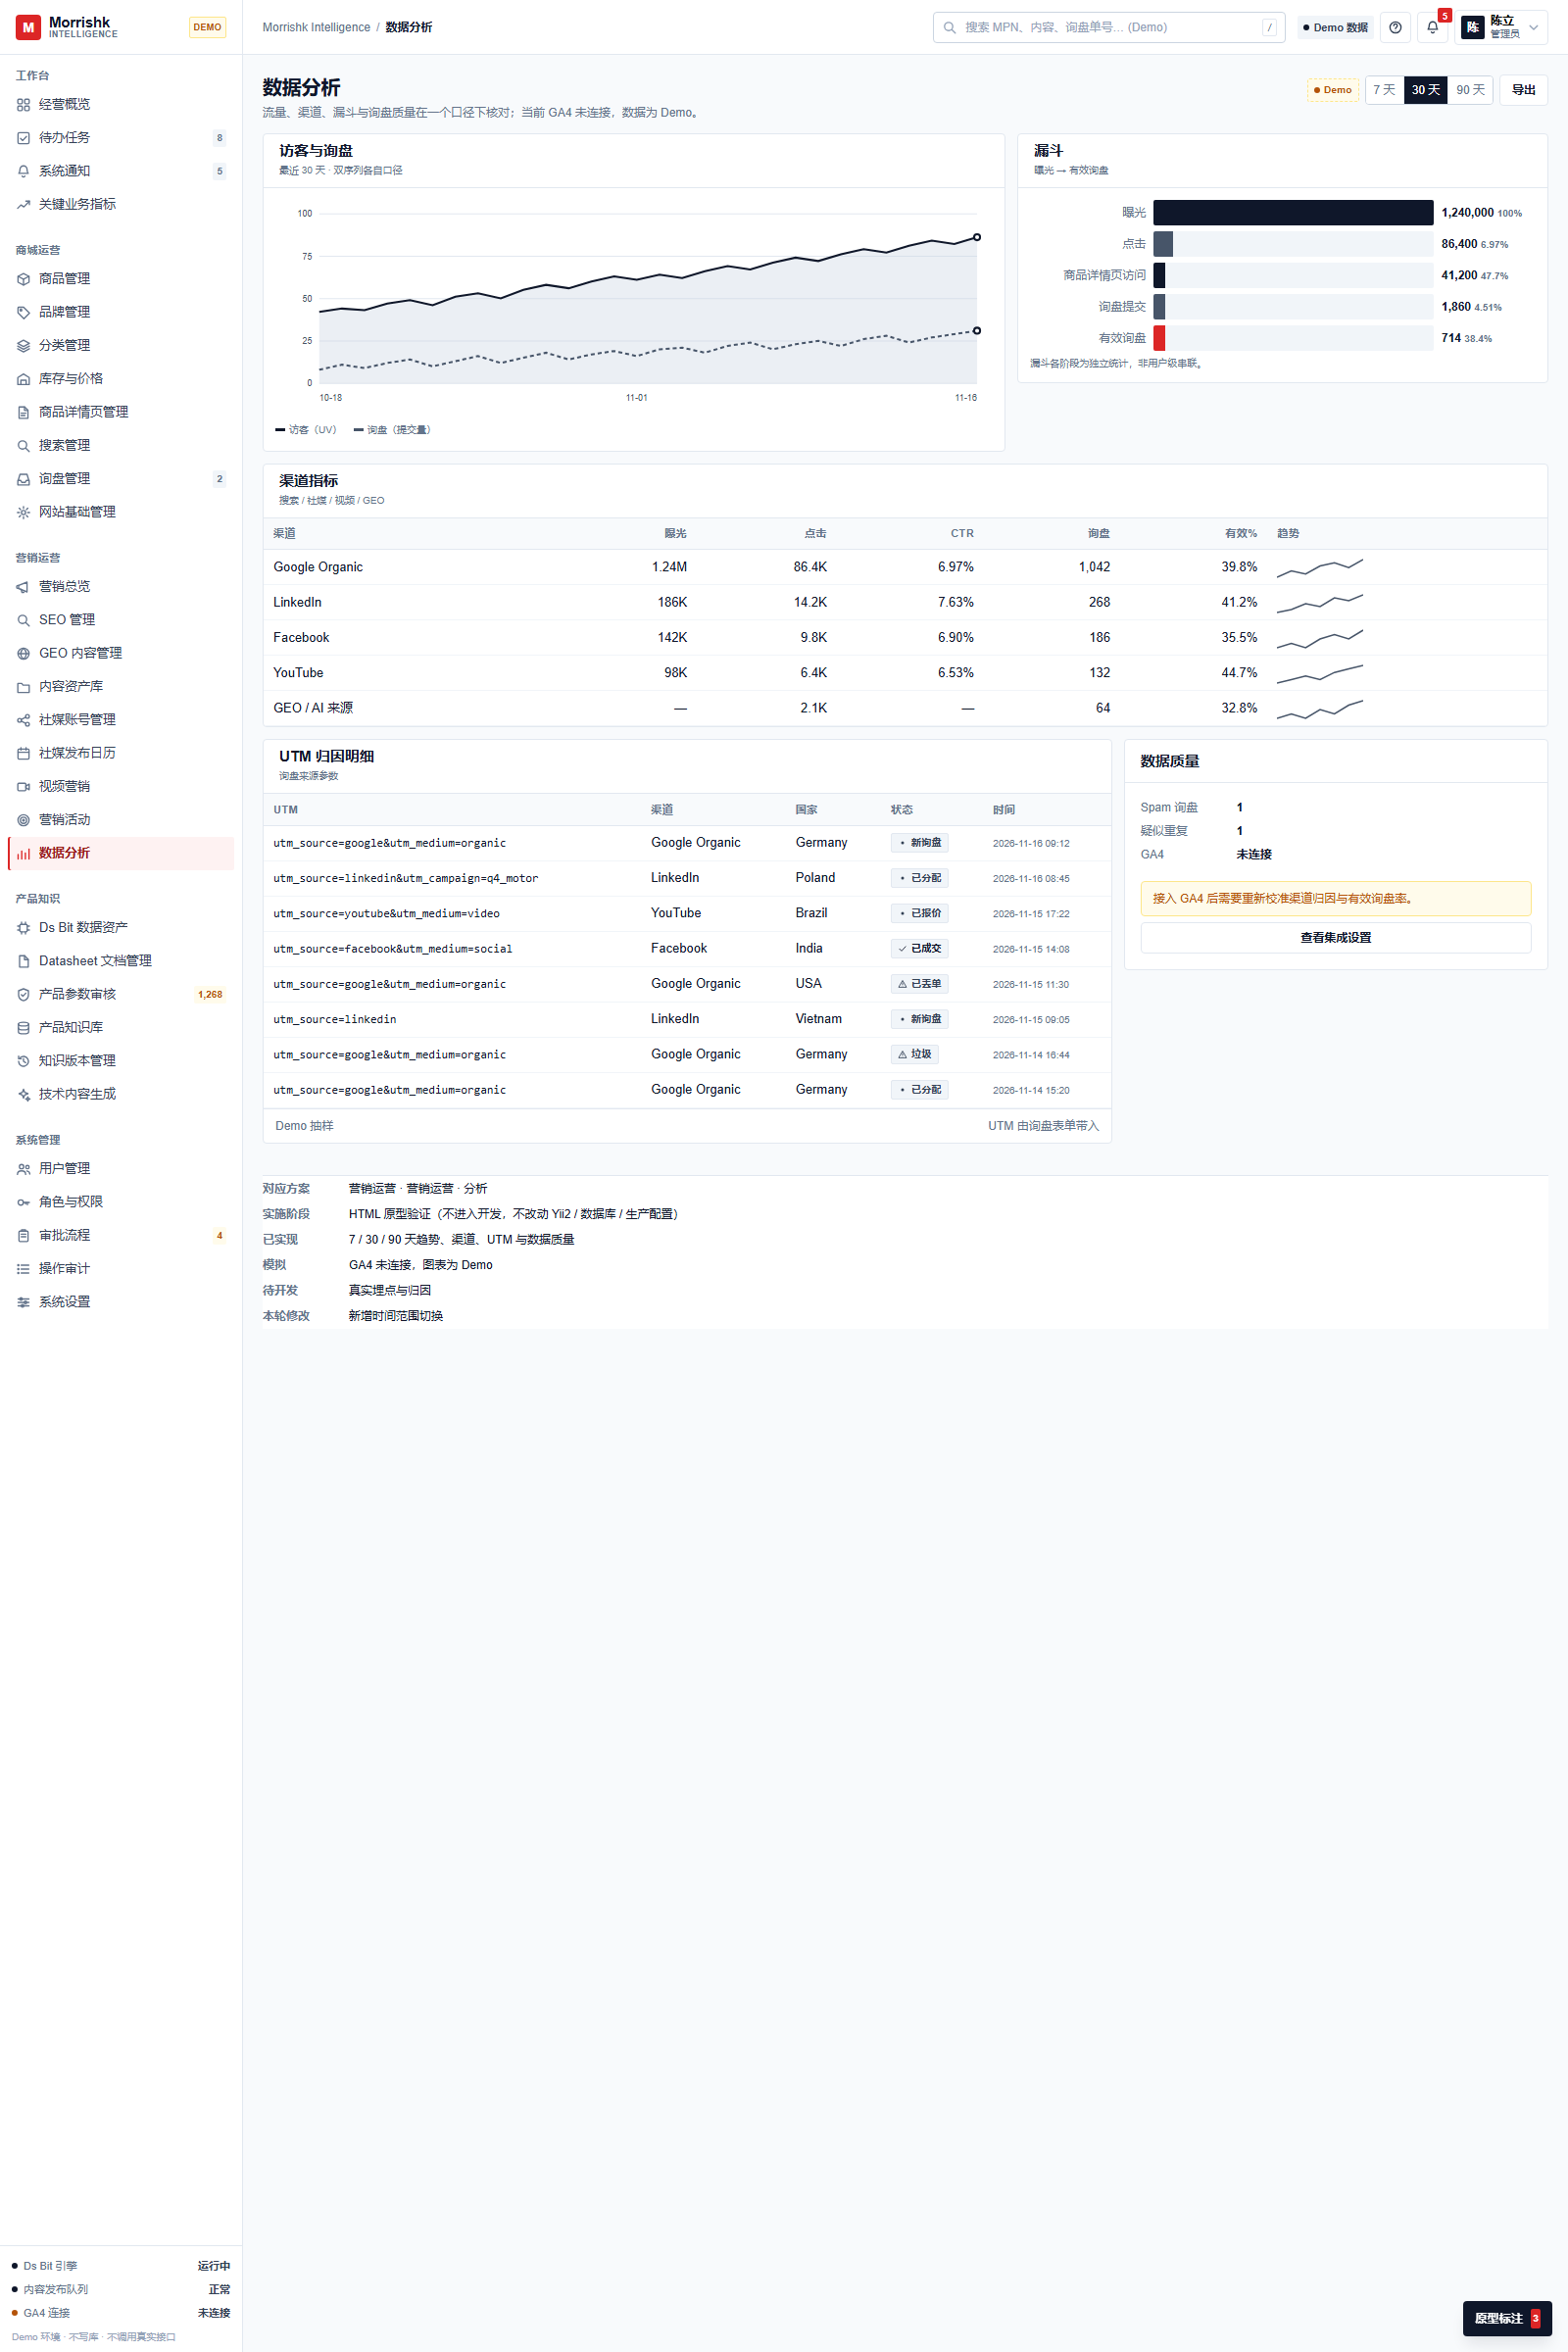 M Morrishk INTELLIGENCE DEMO
工作台
经营概览
待办任务 8
系统通知 5
关键业务指标
商城运营
商品管理
品牌管理
分类管理
库存与价格
商品详情页管理
搜索管理
询盘管理 2
网站基础管理
营销运营
营销总览
SEO 管理
GEO 内容管理
内容资产库
社媒账号管理
社媒发布日历
视频营销
营销活动
数据分析
产品知识
Ds Bit 数据资产
Datasheet 文档管理
产品参数审核 1,268
产品知识库
知识版本管理
技术内容生成
系统管理
用户管理
角色与权限
审批流程 4
操作审计
系统设置
Ds Bit 引擎 运行中
内容发布队列 正常
GA4 连接 未连接
Demo 环境 · 不写库 · 不调用真实接口
Morrishk Intelligence / 数据分析
搜索 MPN、内容、询盘单号... (Demo) /
Demo 数据
5
陈 陈立 管理员
数据分析
流量、渠道、漏斗与询盘质量在一个口径下核对；当前 GA4 未连接，数据为 Demo。
Demo 7 天 30 天 90 天 导出
访客与询盘
最近 30 天 · 双序列各自口径
100
75
50
25
0
10-18 11-01 11-16
访客（UV） 询盘（提交量）
漏斗
曝光 → 有效询盘
曝光 1,240,000 100%
点击 86,400 6.97%
商品详情页访问 41,200 47.7%
询盘提交 1,860 4.51%
有效询盘 714 38.4%
漏斗各阶段为独立统计，非用户级串联。
渠道指标
搜索 / 社媒 / 视频 / GEO
渠道 曝光 点击 CTR 询盘 有效% 趋势
Google Organic 1.24M 86.4K 6.97% 1,042 39.8%
LinkedIn 186K 14.2K 7.63% 268 41.2%
Facebook 142K 9.8K 6.90% 186 35.5%
YouTube 98K 6.4K 6.53% 132 44.7%
GEO / AI 来源 — 2.1K — 64 32.8%
UTM 归因明细
询盘来源参数
UTM 渠道 国家 状态 时间
utm_source=google&utm_medium=organic Google Organic Germany 新询盘 2026-11-16 09:12
utm_source=linkedin&utm_campaign=q4_motor LinkedIn Poland 已分配 2026-11-16 08:45
utm_source=youtube&utm_medium=video YouTube Brazil 已报价 2026-11-15 17:22
utm_source=facebook&utm_medium=social Facebook India 已成交 2026-11-15 14:08
utm_source=google&utm_medium=organic Google Organic USA 已丢单 2026-11-15 11:30
utm_source=linkedin LinkedIn Vietnam 新询盘 2026-11-15 09:05
utm_source=google&utm_medium=organic Google Organic Germany 垃圾 2026-11-14 16:44
utm_source=google&utm_medium=organic Google Organic Germany 已分配 2026-11-14 15:20
Demo 抽样 UTM 由询盘表单带入
数据质量
Spam 询盘 1
疑似重复 1
GA4 未连接
接入 GA4 后需要重新校准渠道归因与有效询盘率。
查看集成设置
对应方案 营销运营 · 营销运营 · 分析
实施阶段 HTML 原型验证（不进入开发，不改动 Yii2 / 数据库 / 生产配置）
已实现 7 / 30 / 90 天趋势、渠道、UTM 与数据质量
模拟 GA4 未连接，图表为 Demo
待开发 真实埋点与归因
本轮修改 新增时间范围切换
原型标注 3